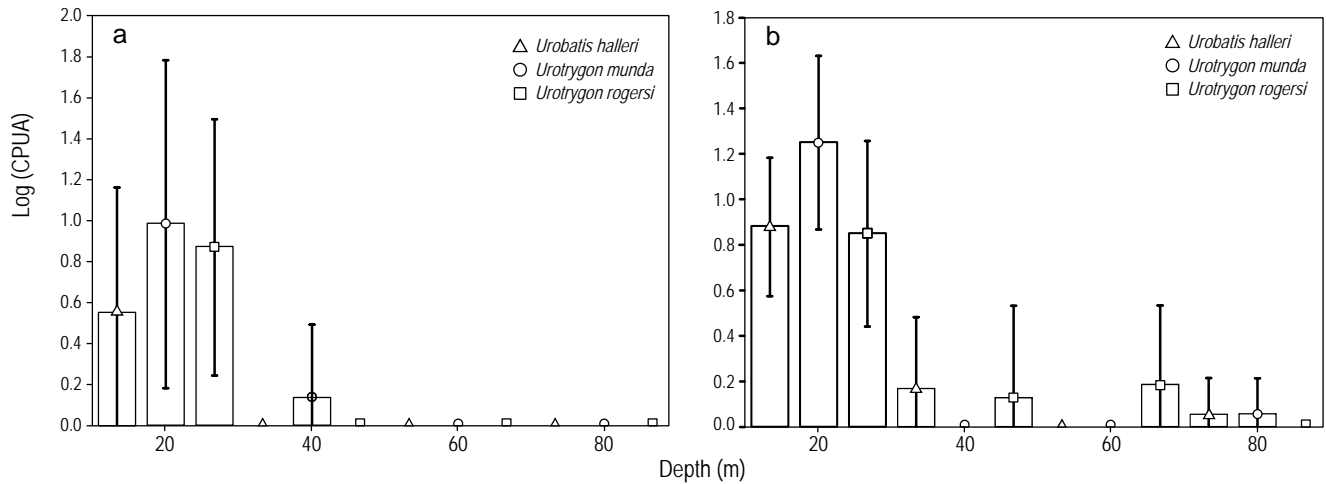 a
Urobatis halleri
Urotrygon munda
Urotrygon rogersi
Log (CPUA)
2.0
1.8
1.6
1.4
1.2
1.0
0.8
0.6
0.4
0.2
0.0
20
40
60
80
b
Urobatis halleri
Urotrygon munda
Urotrygon rogersi
1.8
1.6
1.4
1.2
1.0
0.8
0.6
0.4
0.2
0.0
20
40
60
80
Depth (m)